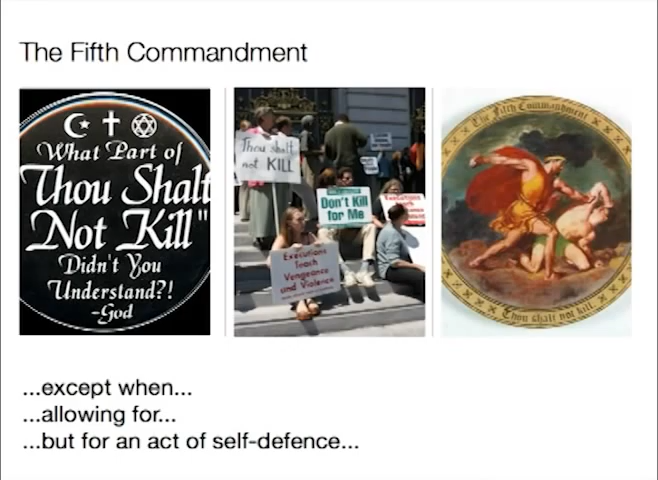 The Fifth Commandment
What Part of
"Thou Shalt
Not Kill"
Didn't You
Understand?!
-God
Thou shalt
not KILL
Don't Kill
for Me
Executions
Teach
Vengeance
and Violence
Executions
The Fifth Commandment
Thou shalt not kill.
...except when...
...allowing for...
...but for an act of self-defence...